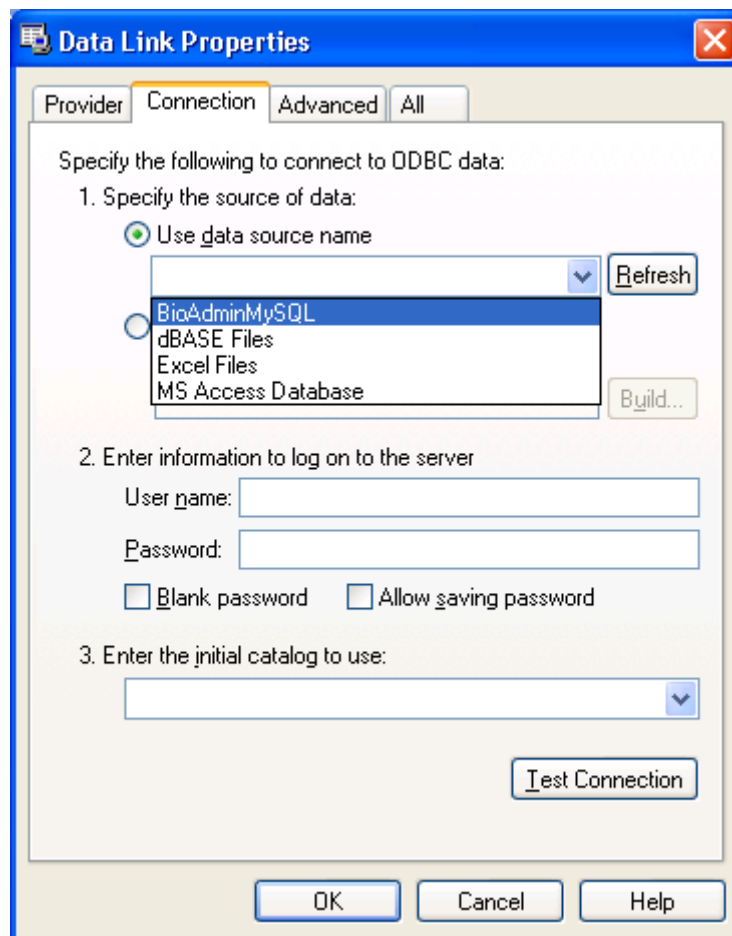 Data Link Properties
Provider Connection Advanced All
Specify the following to connect to ODBC data:
1. Specify the source of data:
Use data source name
Refresh
BioAdminMySQL
dBASE Files
Excel Files
MS Access Database
Build...
2. Enter information to log on to the server
User name:
Password:
Blank password Allow saving password
3. Enter the initial catalog to use:
Test Connection
OK Cancel Help